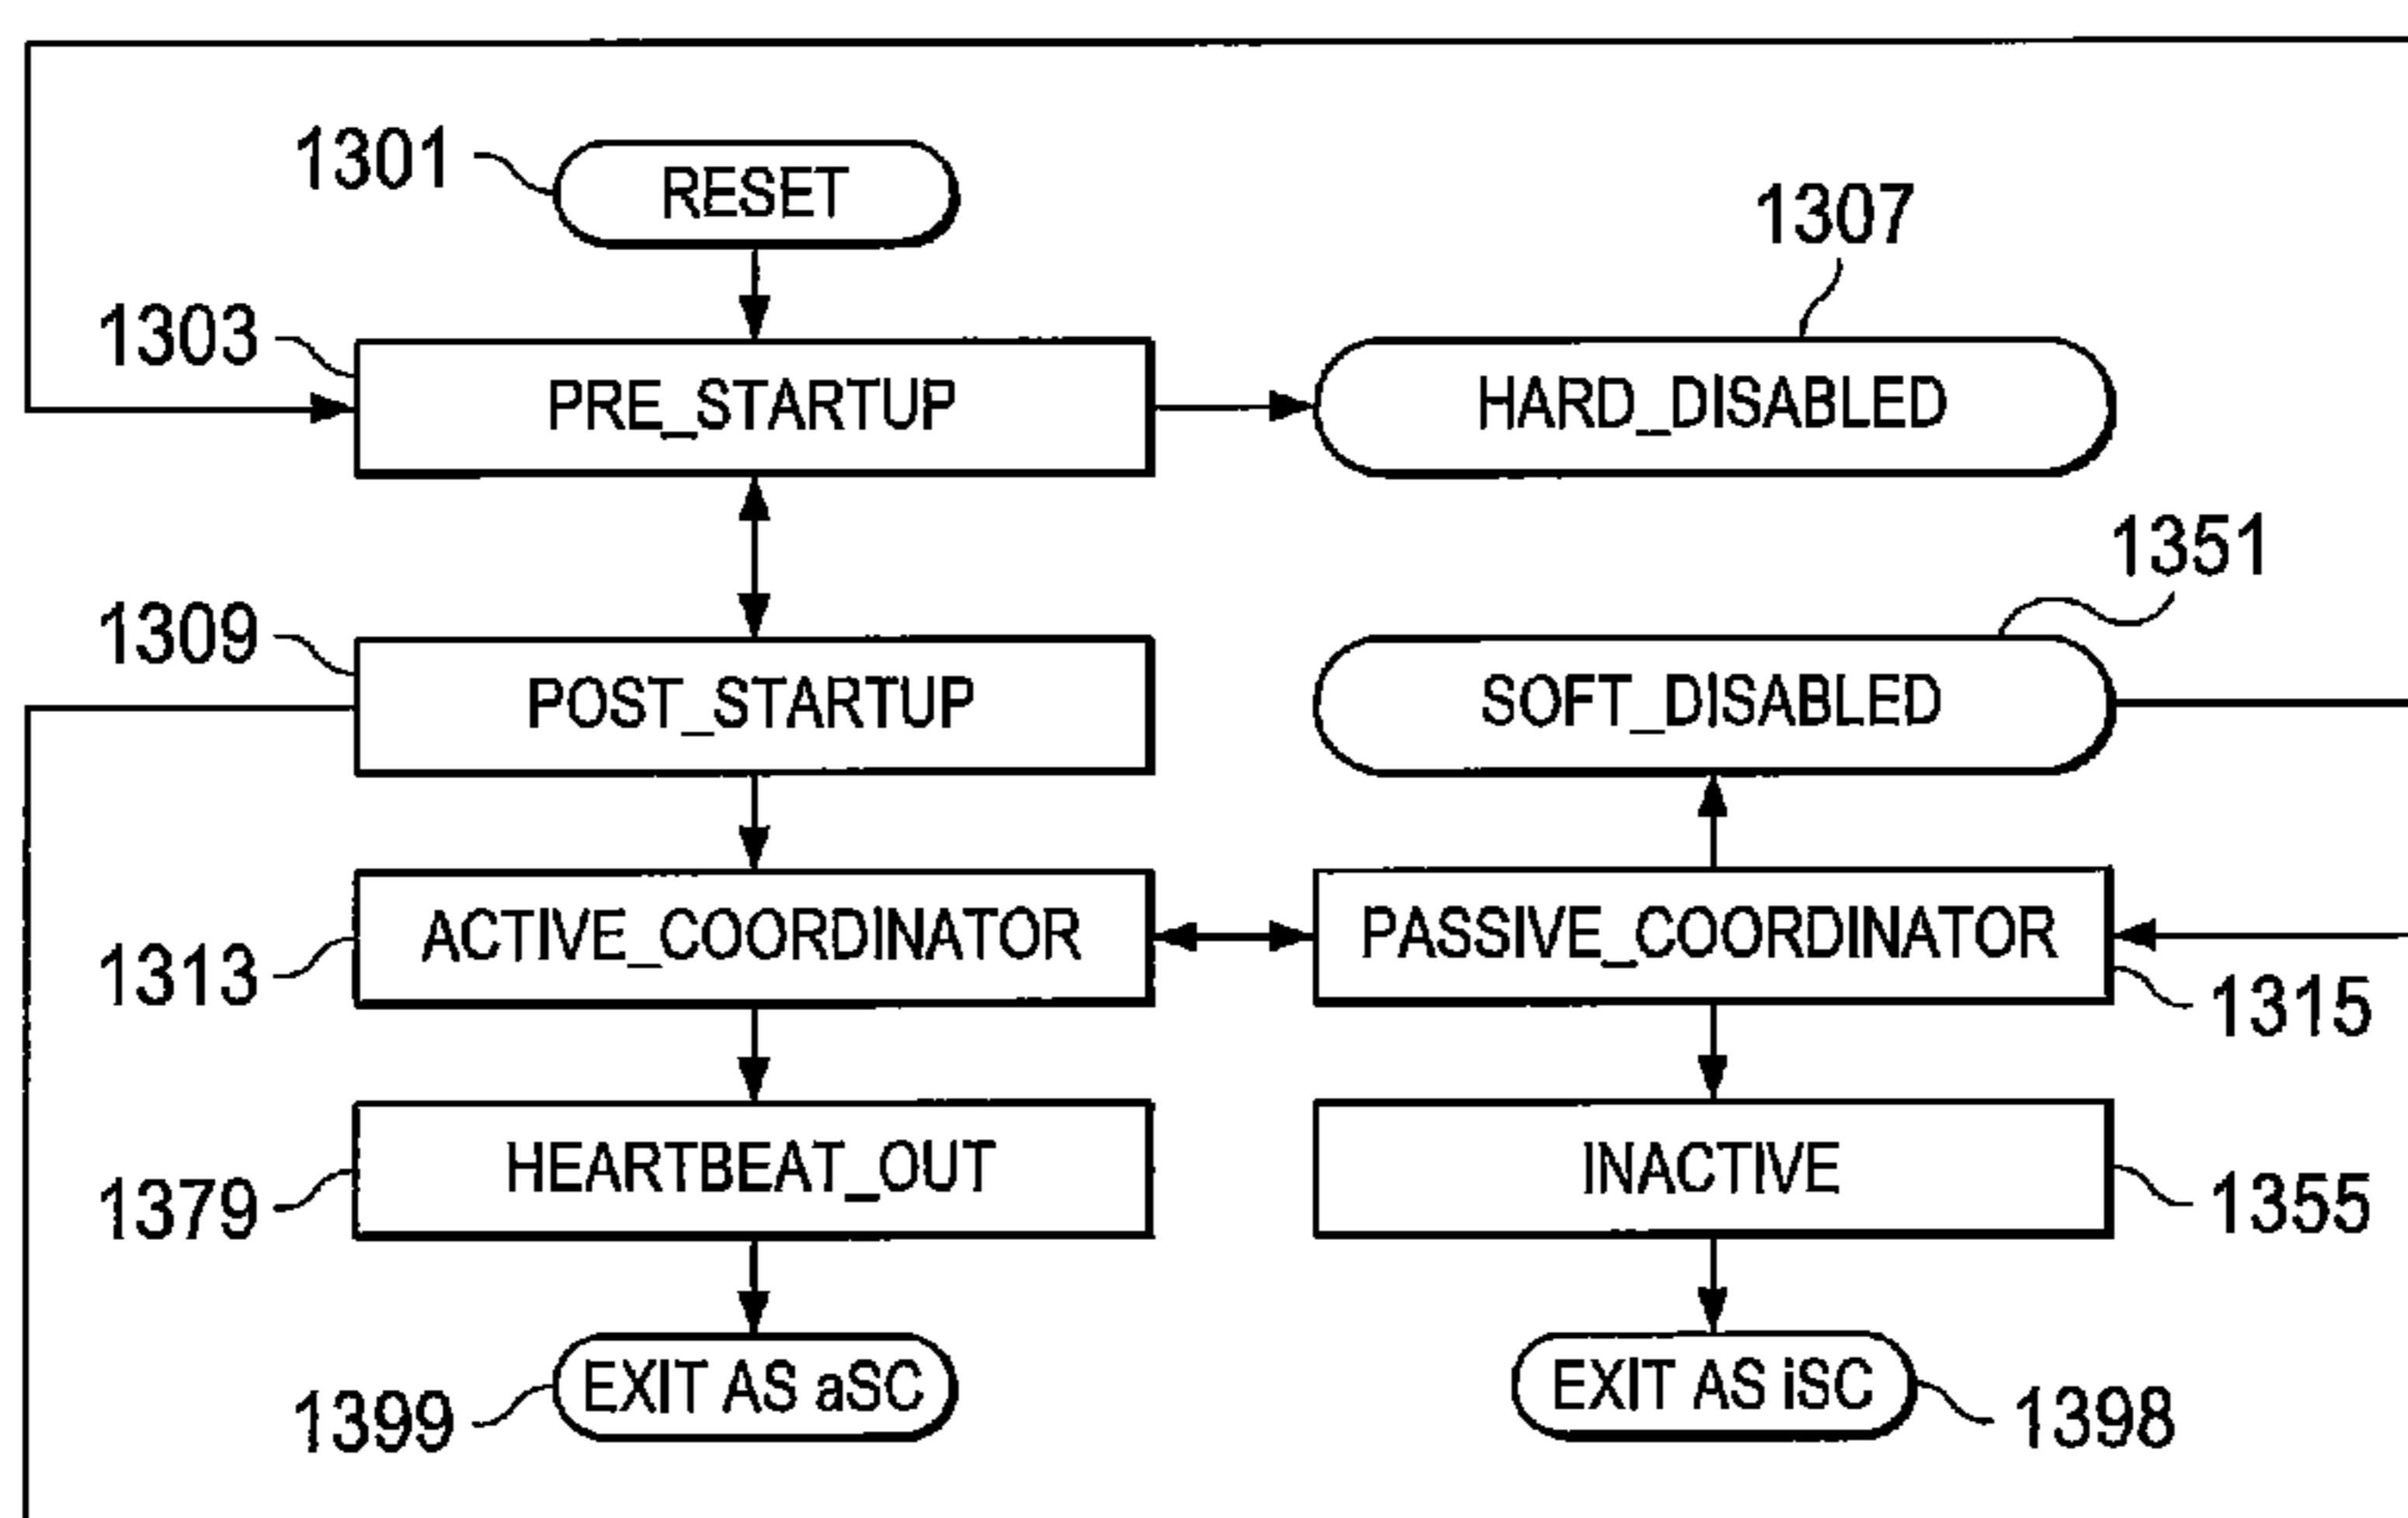 1301
RESET
1307
1303
PRE_STARTUP
HARD_DISABLED
1351
1309
POST_STARTUP
SOFT_DISABLED
1313
ACTIVE_COORDINATOR
PASSIVE_COORDINATOR
1315
1379
HEARTBEAT_OUT
INACTIVE
1355
1399
EXIT AS aSC
EXIT AS iSC
1398